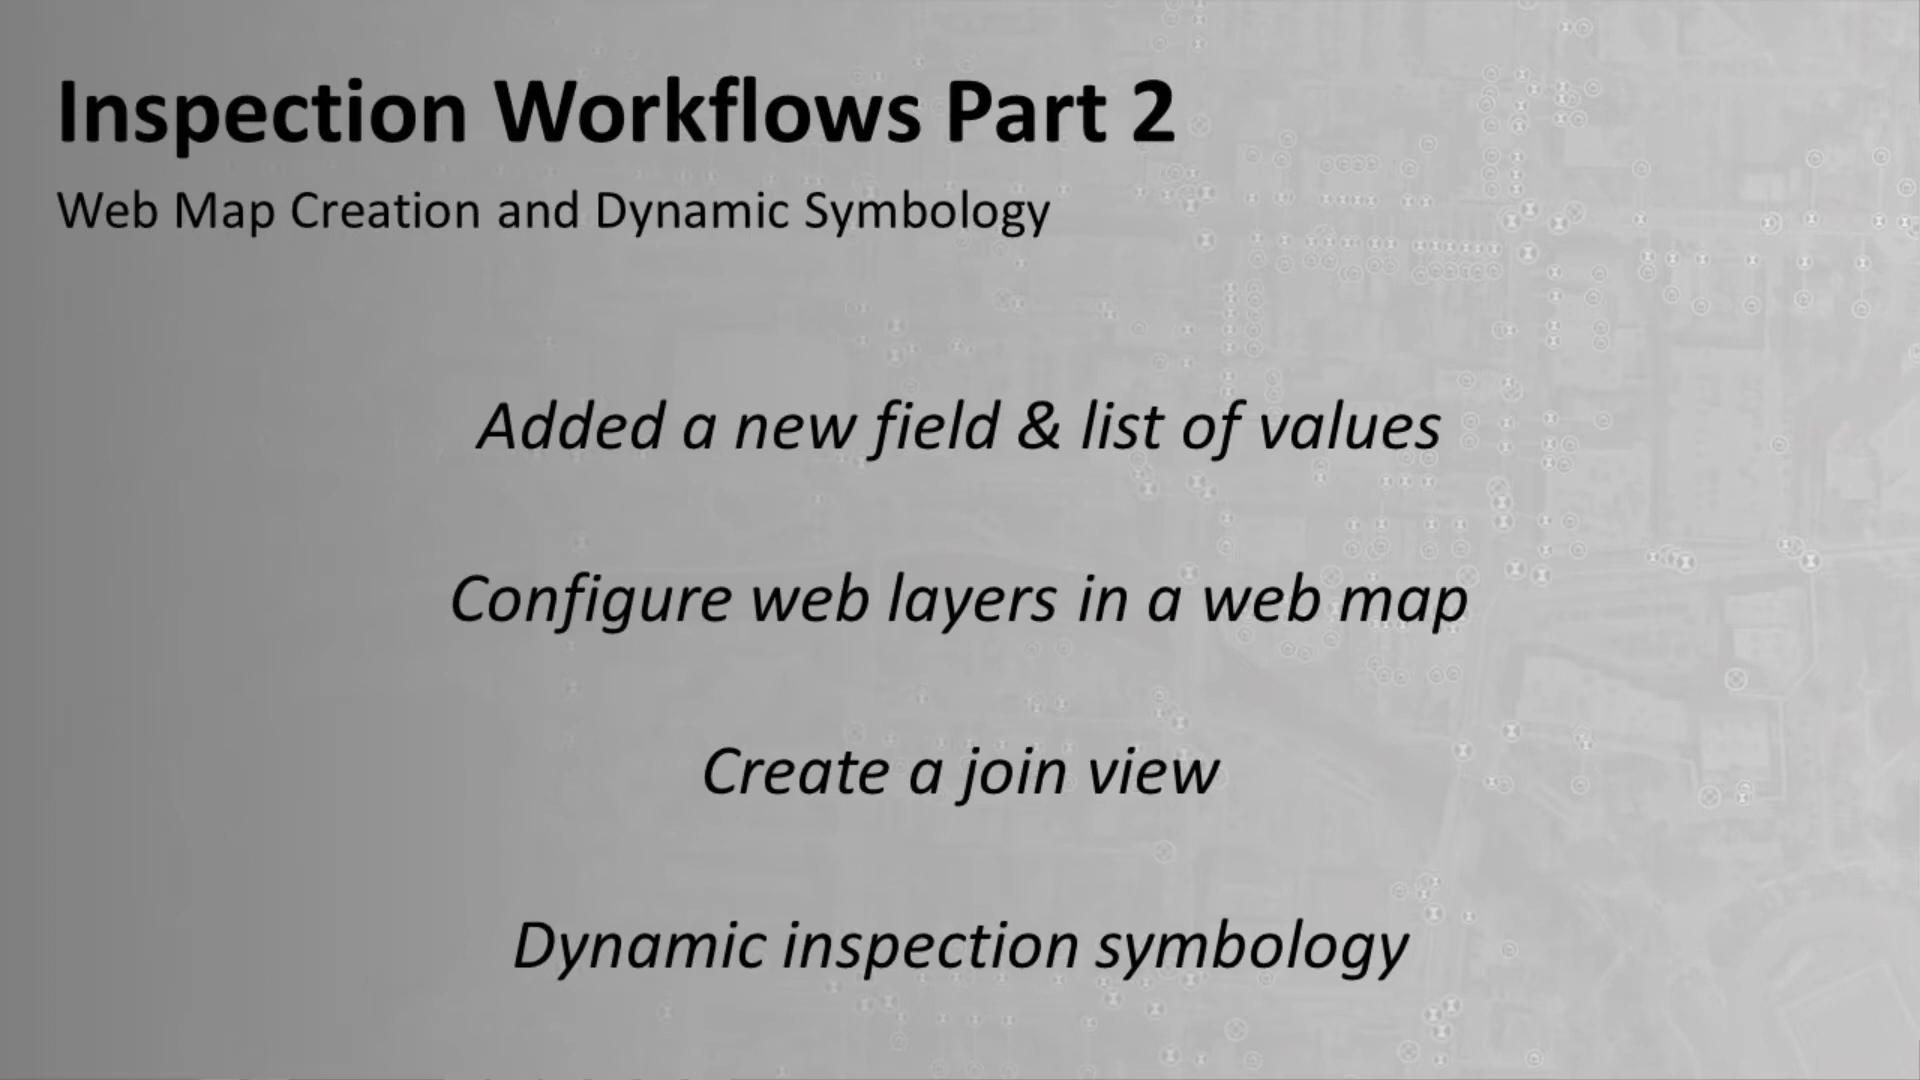 Inspection Workflows Part 2
Web Map Creation and Dynamic Symbology
Added a new field & list of values
Configure web layers in a web map
Create a join view
Dynamic inspection symbology